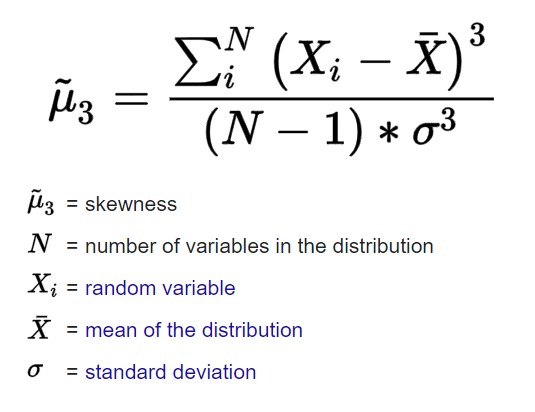 μ̃₃ = ∑ᵢᴺ (Xᵢ − X̄)³ / (N − 1) * σ³
μ̃₃ = skewness
N = number of variables in the distribution
Xᵢ = random variable
X̄ = mean of the distribution
σ = standard deviation